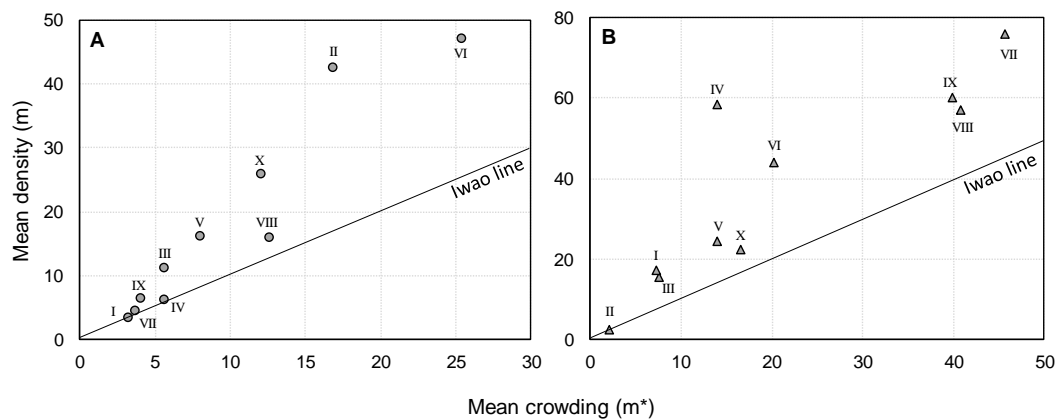 50
40
30
20
10
0
Mean density (m)
A
II
VI
X
V
VIII
III
IX
I
IV
VII
Iwao line
0 5 10 15 20 25 30
80
60
40
20
0
B
VII
IV
IX
VIII
VI
V
X
I
III
II
Iwao line
0 10 20 30 40 50
Mean crowding (m*)